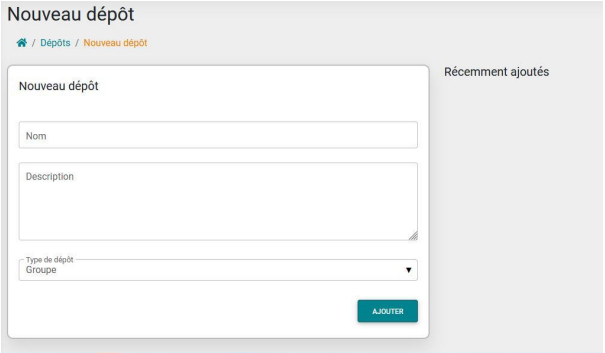 Nouveau dépôt
/ Dépôts / Nouveau dépôt
Nouveau dépôt
Nom
Description
Type de dépôt
Groupe
AJOUTER
Récemment ajoutés